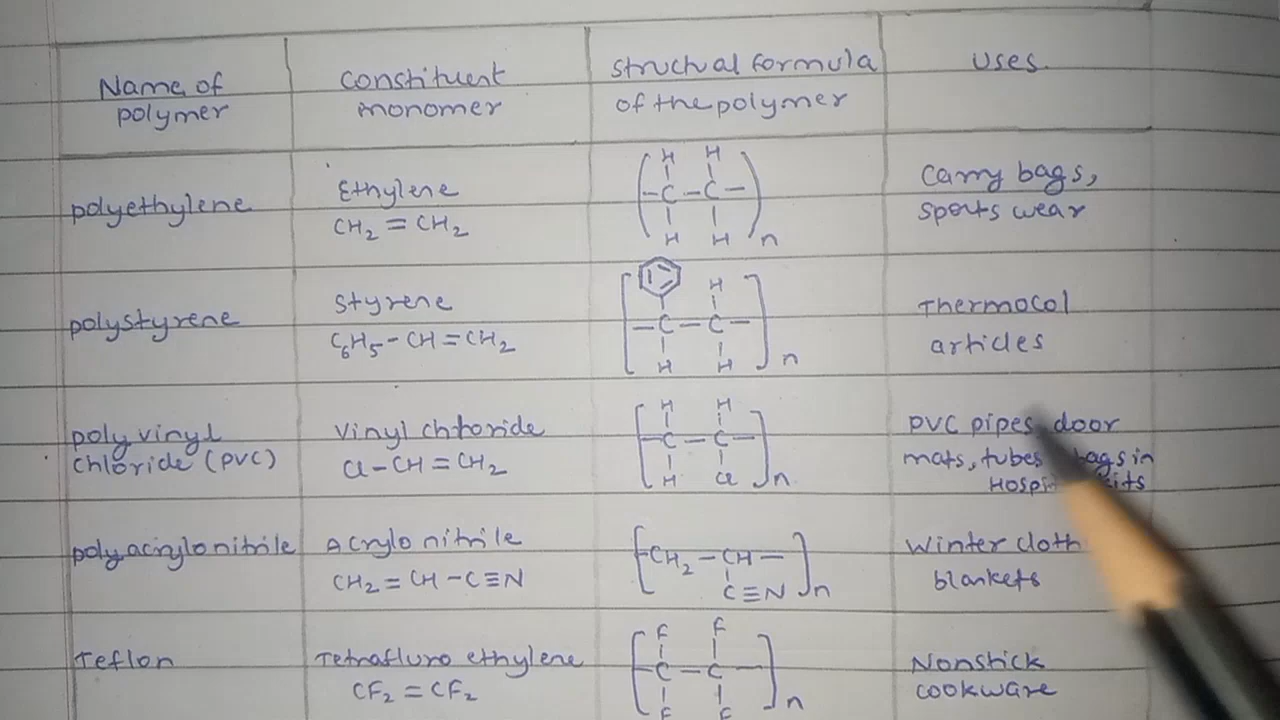 Name of
polymer
constituent
monomer
structual formula
of the polymer
uses.
polyethylene
Ethylene
CH2 = CH2
H H
-C-C-
H H
n
Carry bags,
sports wear
polystyrene
Styrene
C6H5-CH=CH2
H
-C-C-
H H
n
Thermocol
articles
poly vinyl
chloride (PVC)
Vinyl chloride
Cl-CH=CH2
H H
-C-C-
H Cl
n
PVC pipes, door
mats, tubes bags in
polyacrylonitrile
Acrylo nitrile
CH2=CH-C≡N
CH2-CH-
C≡N
n
Winter
blankets
Teflon
Tetrafluro ethylene
CF2=CF2
F F
-C-C-
F F
n
Nonstick
cookware